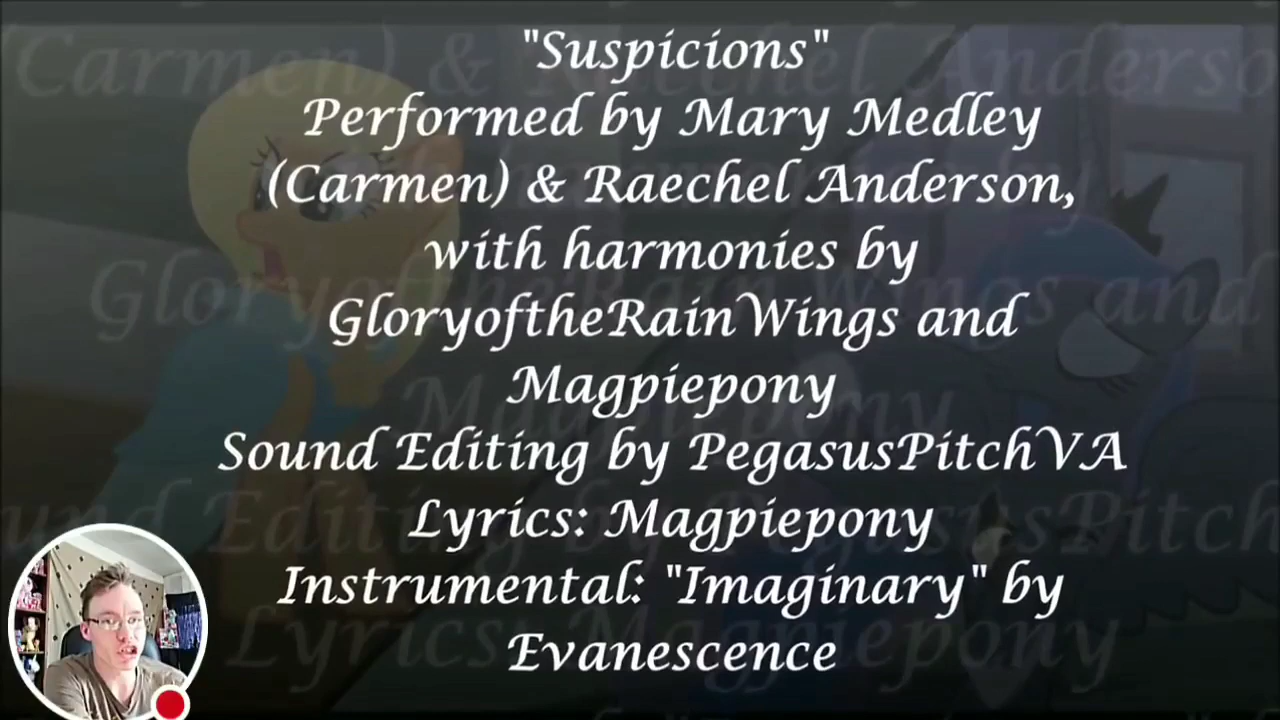 "Suspicions"
Performed by Mary Medley
(Carmen) & Raechel Anderson,
with harmonies by
GloryoftheRainWings and
Magpiepony
Sound Editing by PegasusPitchVA
Lyrics: Magpiepony
Instrumental: "Imaginary" by
Evanescence